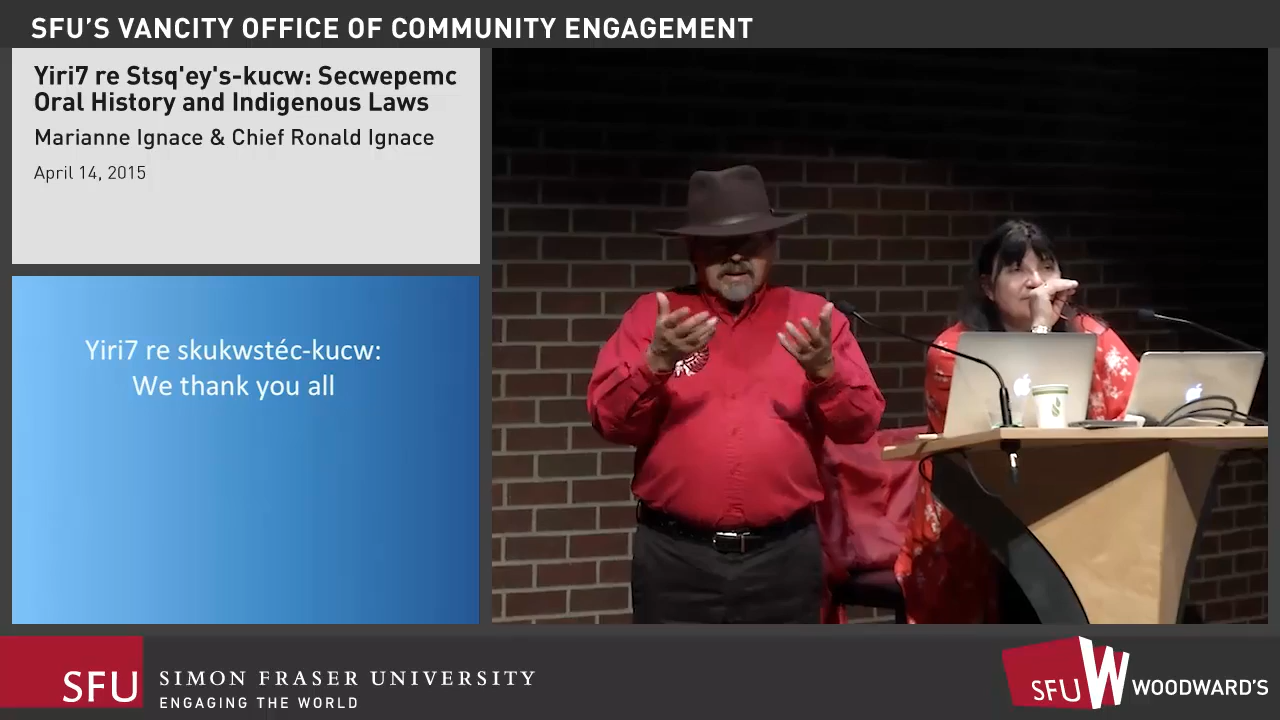 SFU'S VANCITY OFFICE OF COMMUNITY ENGAGEMENT
Yiri7 re Stsq'ey's-kucw: Secwepemc
Oral History and Indigenous Laws
Marianne Ignace & Chief Ronald Ignace
April 14, 2015
Yiri7 re skukwstéc-kucw:
We thank you all
SFU
SIMON FRASER UNIVERSITY
ENGAGING THE WORLD
SFU W WOODWARD'S